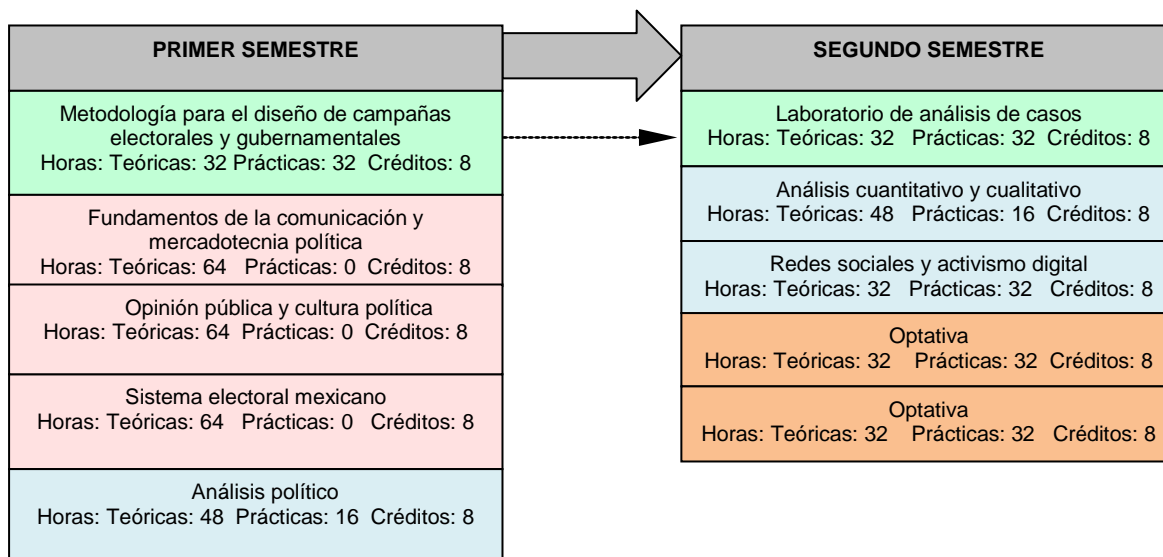 PRIMER SEMESTRE
Metodología para el diseño de campañas
electorales y gubernamentales
Horas: Teóricas: 32 Prácticas: 32 Créditos: 8
Fundamentos de la comunicación y
mercadotecnia política
Horas: Teóricas: 64 Prácticas: 0 Créditos: 8
Opinión pública y cultura política
Horas: Teóricas: 64 Prácticas: 0 Créditos: 8
Sistema electoral mexicano
Horas: Teóricas: 64 Prácticas: 0 Créditos: 8
Análisis político
Horas: Teóricas: 48 Prácticas: 16 Créditos: 8
SEGUNDO SEMESTRE
Laboratorio de análisis de casos
Horas: Teóricas: 32 Prácticas: 32 Créditos: 8
Análisis cuantitativo y cualitativo
Horas: Teóricas: 48 Prácticas: 16 Créditos: 8
Redes sociales y activismo digital
Horas: Teóricas: 32 Prácticas: 32 Créditos: 8
Optativa
Horas: Teóricas: 32 Prácticas: 32 Créditos: 8
Optativa
Horas: Teóricas: 32 Prácticas: 32 Créditos: 8